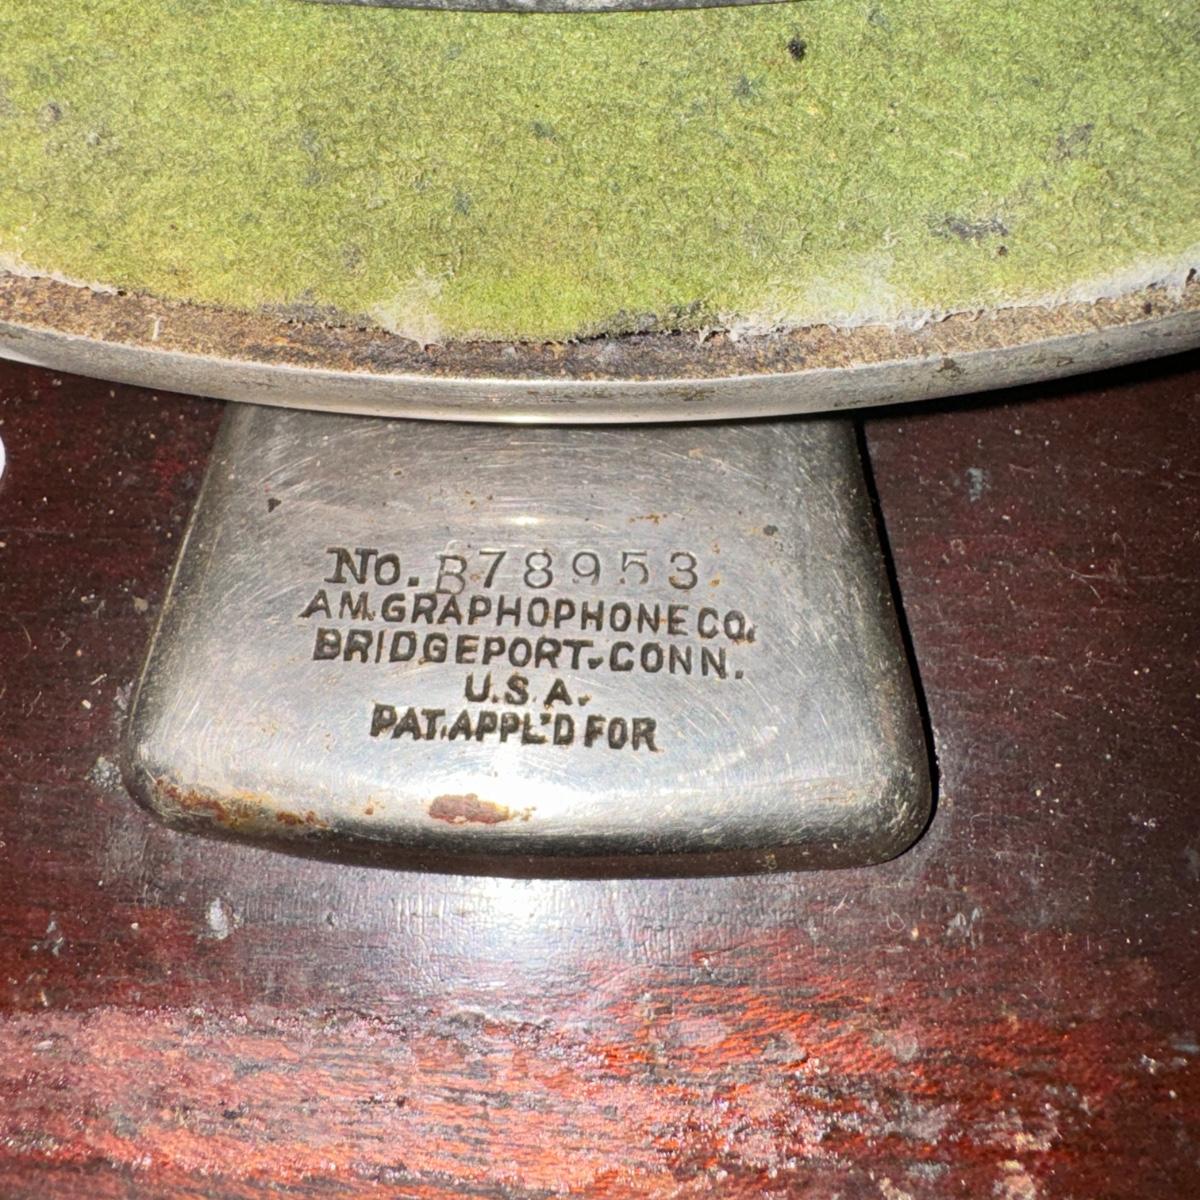 No. B78953
AM.GRAPHOPHONE CO.
BRIDGEPORT.CONN.
U.S.A.
PAT.APPL'D FOR